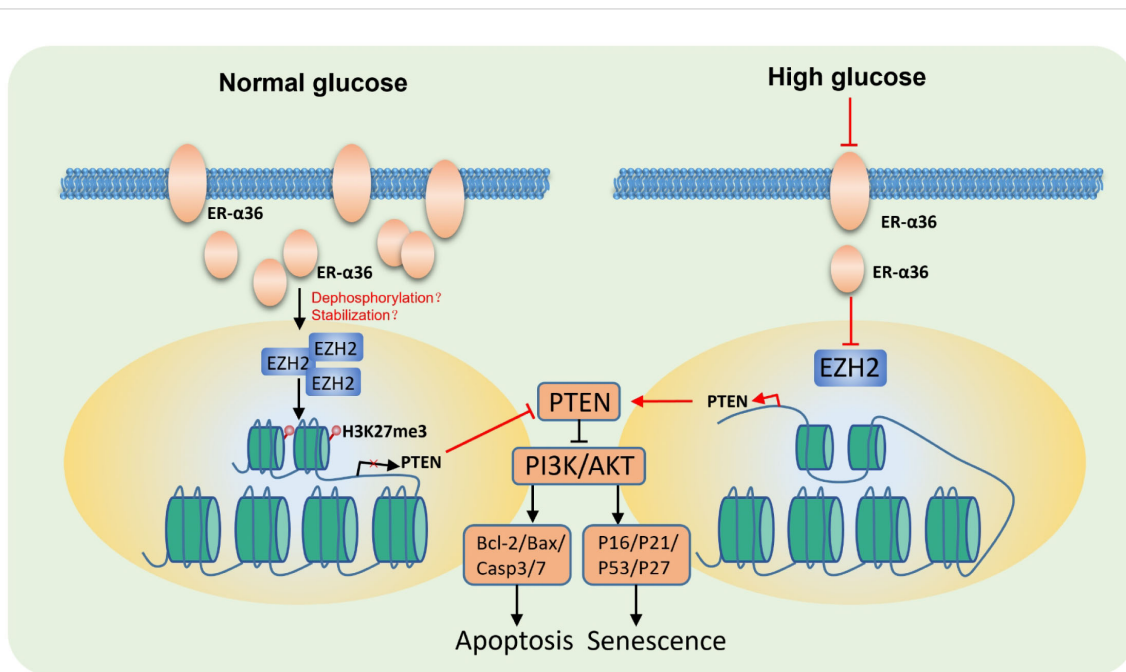 Normal glucose
High glucose
ER-α36
ER-α36
ER-α36
ER-α36
Dephosphorylation?
Stabilization?
EZH2
EZH2
EZH2
EZH2
H3K27me3
PTEN
PTEN
PTEN
PI3K/AKT
Bcl-2/Bax/
Casp3/7
P16/P21/
P53/P27
Apoptosis
Senescence